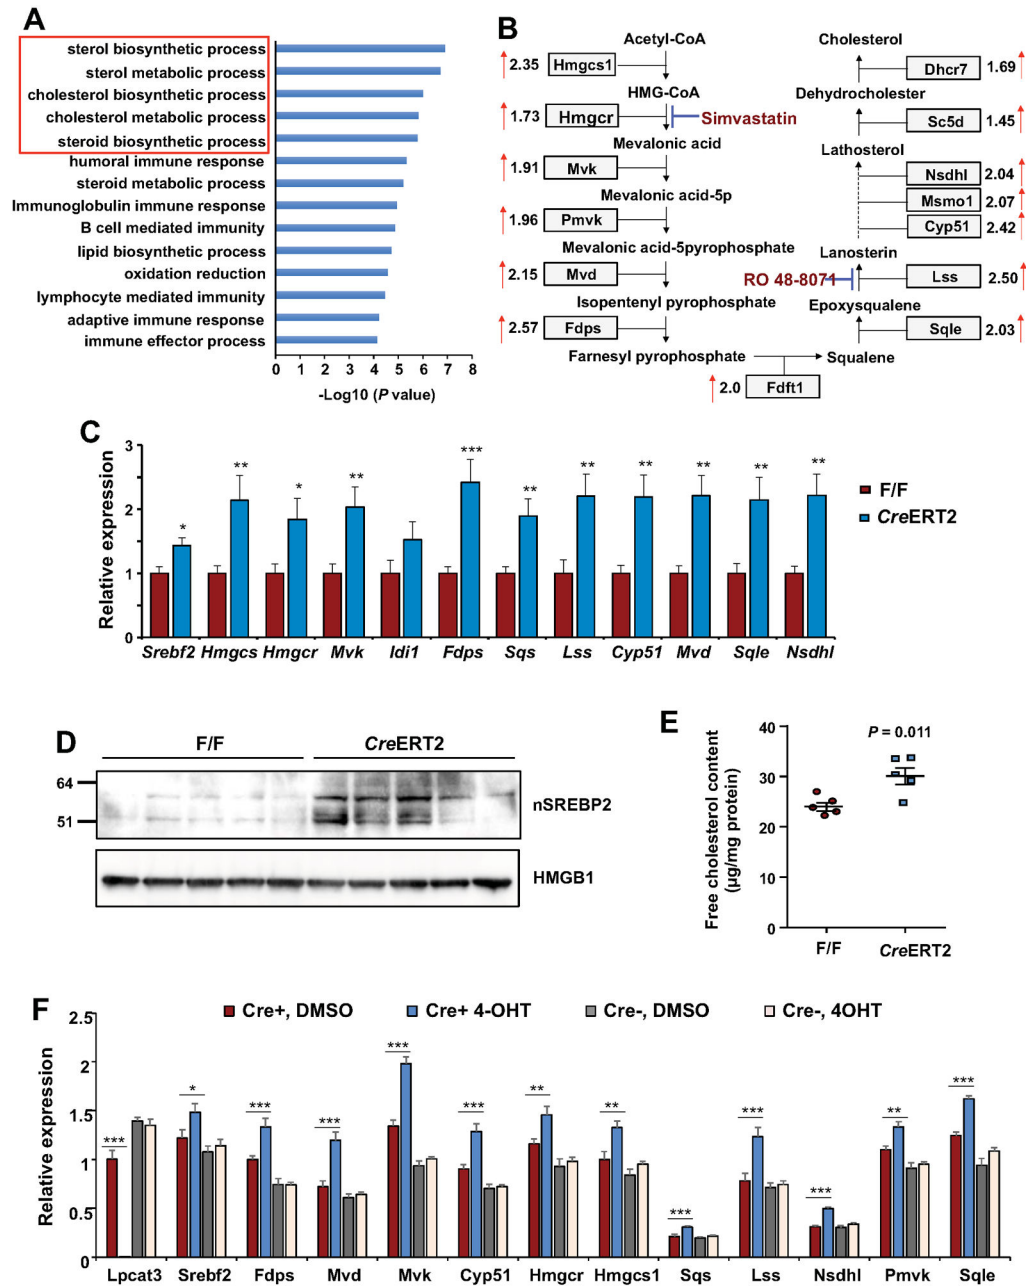 A
sterol biosynthetic process
sterol metabolic process
cholesterol biosynthetic process
cholesterol metabolic process
steroid biosynthetic process
humoral immune response
steroid metabolic process
Immunoglobulin immune response
B cell mediated immunity
lipid biosynthetic process
oxidation reduction
lymphocyte mediated immunity
adaptive immune response
immune effector process
0 1 2 3 4 5 6 7 8
-Log10 (P value)
B
Acetyl-CoA
2.35 Hmgcs1
HMG-CoA
1.73 Hmgcr
Simvastatin
Mevalonic acid
1.91 Mvk
Mevalonic acid-5p
1.96 Pmvk
Mevalonic acid-5pyrophosphate
2.15 Mvd
Isopentenyl pyrophosphate
2.57 Fdps
Farnesyl pyrophosphate
2.0 Fdft1
Squalene
Sqle 2.03
Epoxysqualene
RO 48-8071
Lss 2.50
Lanosterin
Cyp51 2.42
Msmo1 2.07
Nsdhl 2.04
Lathosterol
Sc5d 1.45
Dehydrocholester
Dhcr7 1.69
Cholesterol
C
Relative expression
3
2
1
0
* ** * ** *** ** ** ** ** ** **
Srebf2 Hmgcs Hmgcr Mvk Idi1 Fdps Sqs Lss Cyp51 Mvd Sqle Nsdhl
F/F
CreERT2
D
F/F CreERT2
64
51
nSREBP2
HMGB1
E
Free cholesterol content
(µg/mg protein)
40
30
20
10
0
P = 0.011
F/F CreERT2
F
Cre+, DMSO Cre+ 4-OHT Cre-, DMSO Cre-, 4OHT
Relative expression
2.5
2
1.5
1
0.5
0
*** * *** *** *** *** ** ** *** *** *** ** ***
Lpcat3 Srebf2 Fdps Mvd Mvk Cyp51 Hmgcr Hmgcs1 Sqs Lss Nsdhl Pmvk Sqle